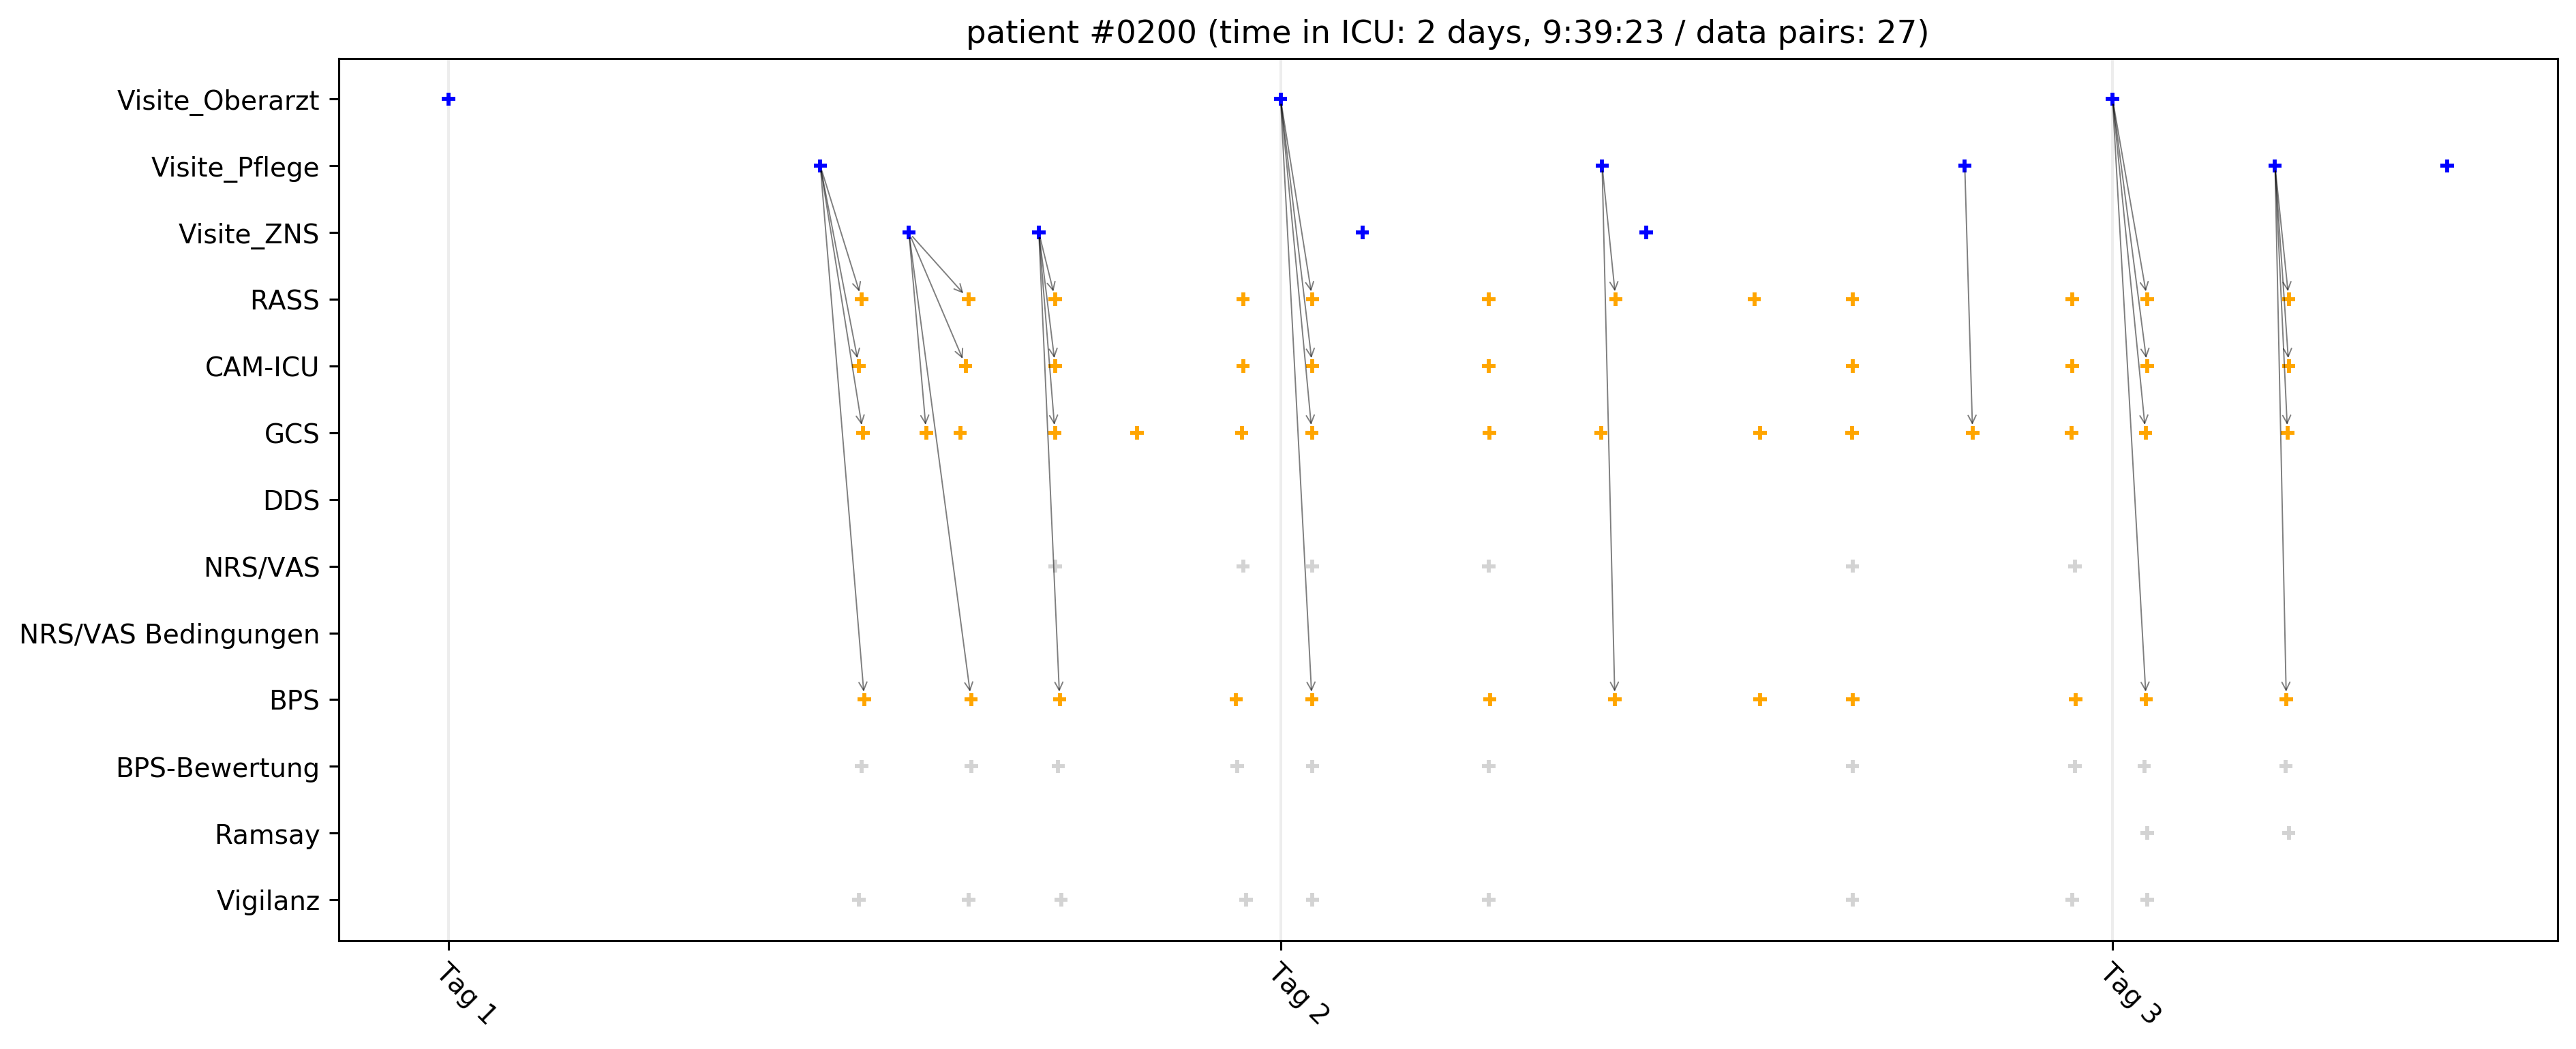 patient #0200 (time in ICU: 2 days, 9:39:23 / data pairs: 27)
Visite_Oberarzt
Visite_Pflege
Visite_ZNS
RASS
CAM-ICU
GCS
DDS
NRS/VAS
NRS/VAS Bedingungen
BPS
BPS-Bewertung
Ramsay
Vigilanz
Tag 1
Tag 2
Tag 3